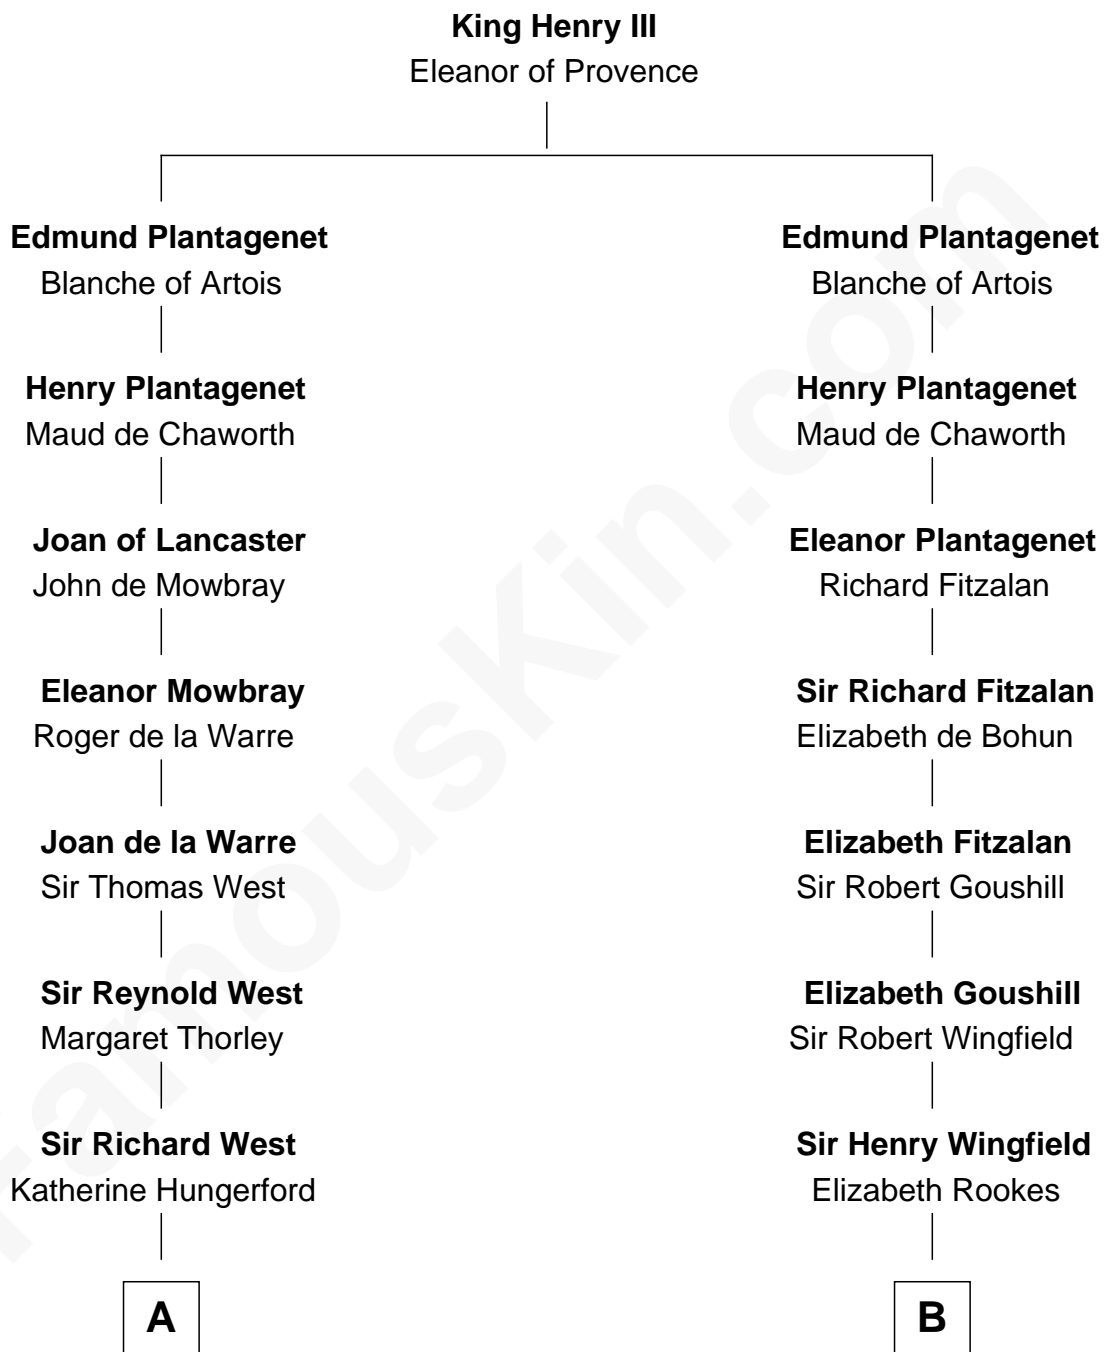 King Henry III
Eleanor of Provence
Edmund Plantagenet
Blanche of Artois
Henry Plantagenet
Maud de Chaworth
Joan of Lancaster
John de Mowbray
Eleanor Mowbray
Roger de la Warre
Joan de la Warre
Sir Thomas West
Sir Reynold West
Margaret Thorley
Sir Richard West
Katherine Hungerford
A
Edmund Plantagenet
Blanche of Artois
Henry Plantagenet
Maud de Chaworth
Eleanor Plantagenet
Richard Fitzalan
Sir Richard Fitzalan
Elizabeth de Bohun
Elizabeth Fitzalan
Sir Robert Goushill
Elizabeth Goushill
Sir Robert Wingfield
Sir Henry Wingfield
Elizabeth Rookes
B
FamousKin.com